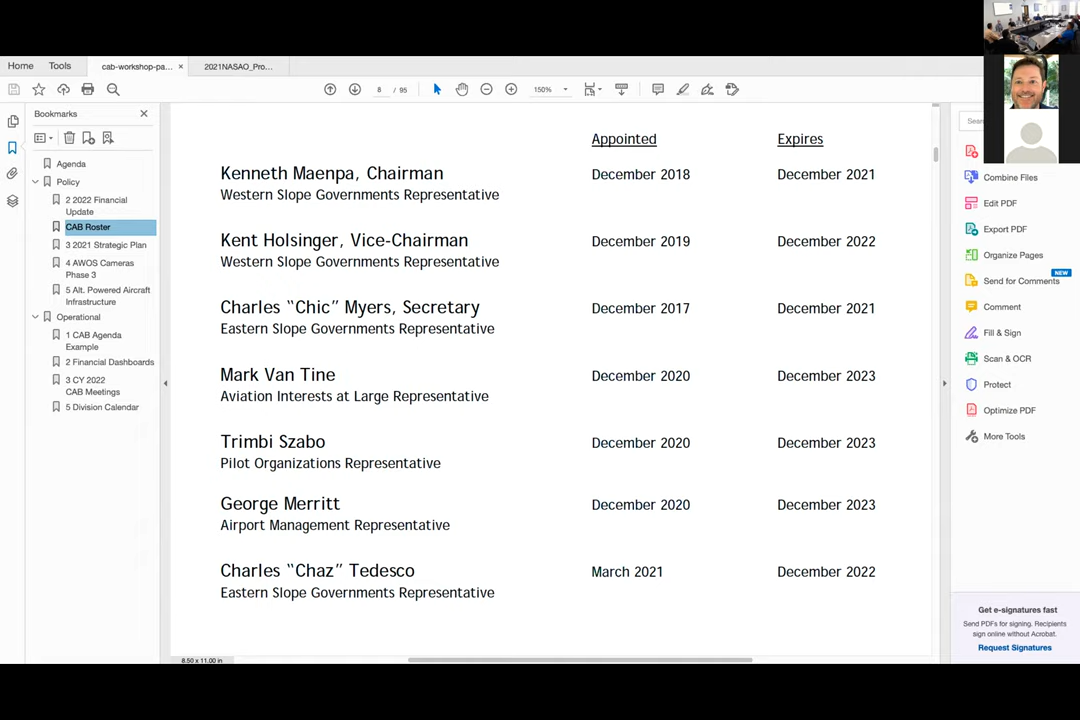 Home
Tools
cab-workshop-pa...
×
2021NASAO_Pro...
8 / 95
150%
Bookmarks
Agenda
Policy
2 2022 Financial
Update
CAB Roster
3 2021 Strategic Plan
4 AWOS Cameras
Phase 3
5 Alt. Powered Aircraft
Infrastructure
Operational
1 CAB Agenda
Example
2 Financial Dashboards
3 CY 2022
CAB Meetings
5 Division Calendar
Appointed Expires
Kenneth Maenpa, Chairman December 2018 December 2021
Western Slope Governments Representative
Kent Holsinger, Vice-Chairman December 2019 December 2022
Western Slope Governments Representative
Charles “Chic” Myers, Secretary December 2017 December 2021
Eastern Slope Governments Representative
Mark Van Tine December 2020 December 2023
Aviation Interests at Large Representative
Trimbi Szabo December 2020 December 2023
Pilot Organizations Representative
George Merritt December 2020 December 2023
Airport Management Representative
Charles “Chaz” Tedesco March 2021 December 2022
Eastern Slope Governments Representative
8.50 x 11.00 in
Sear
Combine Files
Edit PDF
Export PDF
Organize Pages
NEW
Send for Comments
Comment
Fill & Sign
Scan & OCR
Protect
Optimize PDF
More Tools
Get e-signatures fast
Send PDFs for signing. Recipients
sign online without Acrobat.
Request Signatures